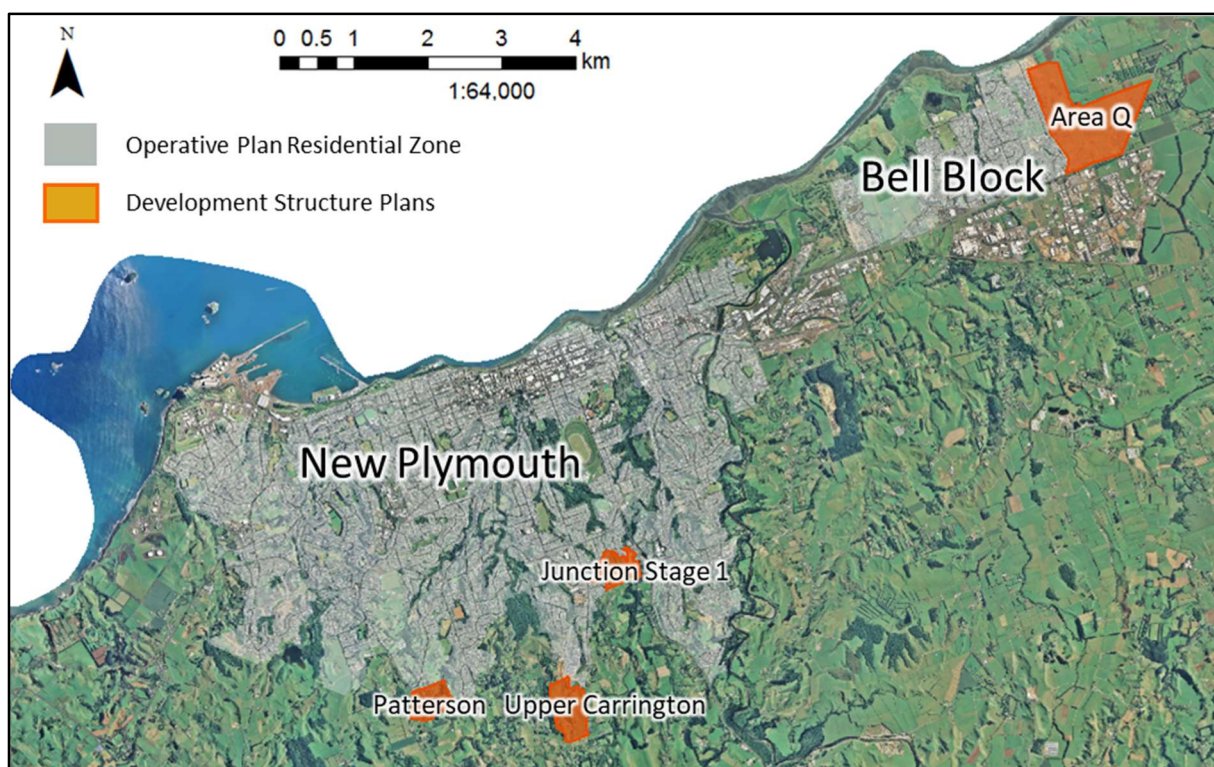 N
0 0.5 1 2 3 4
km
1:64,000
Operative Plan Residential Zone
Development Structure Plans
Area Q
Bell Block
New Plymouth
Junction Stage 1
Patterson
Upper Carrington